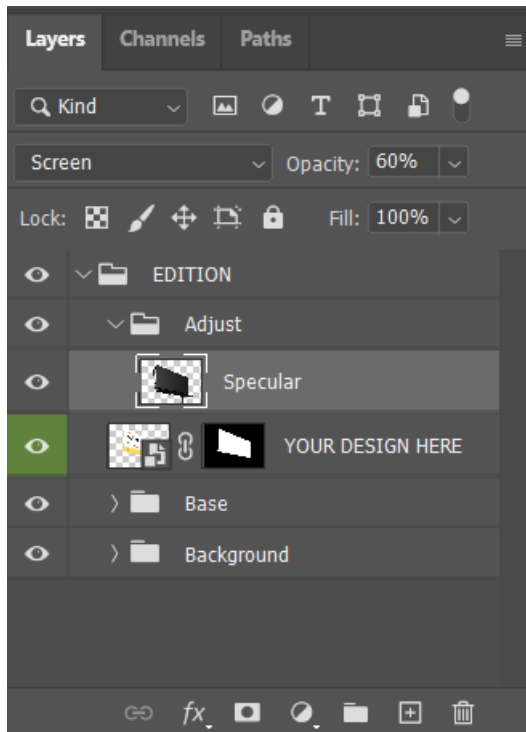 Layers Channels Paths
Kind
Screen Opacity: 60%
Lock: Fill: 100%
EDITION
Adjust
Specular
YOUR DESIGN HERE
Base
Background
fx